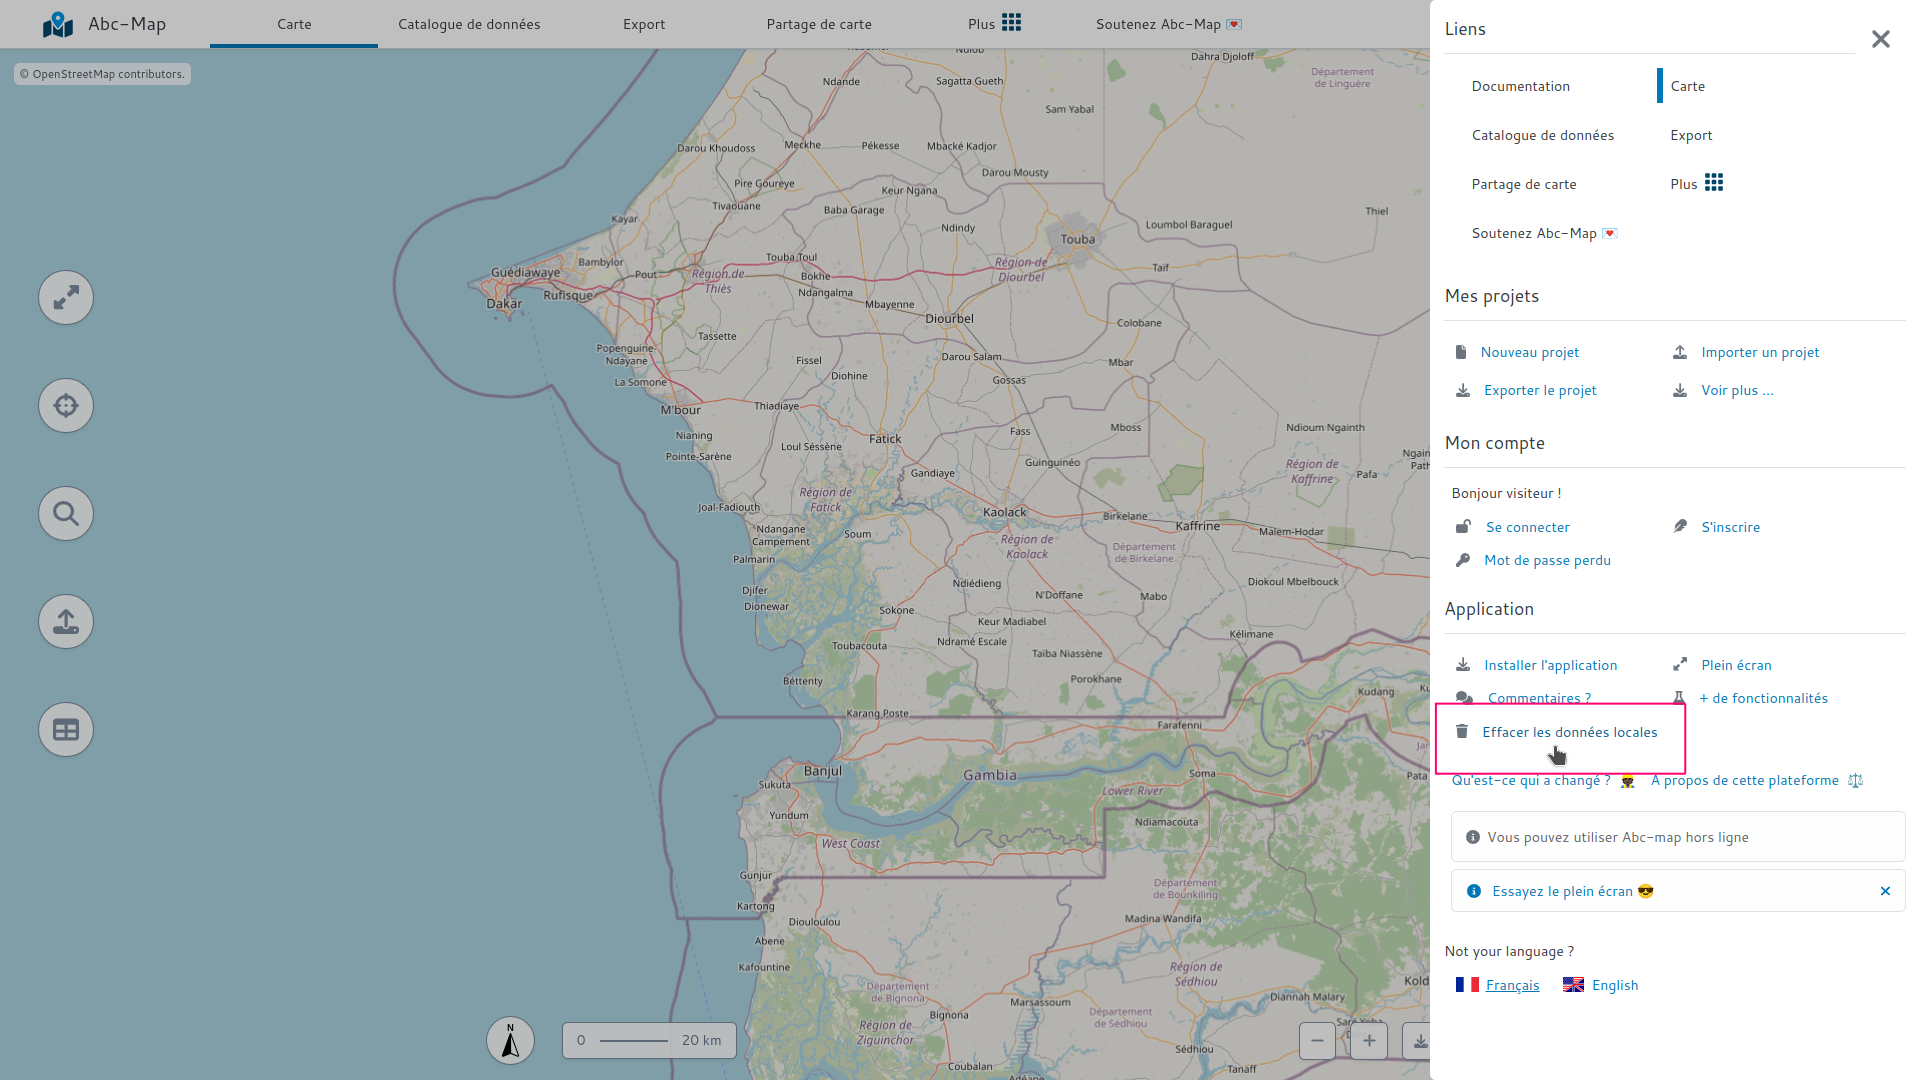 Abc-Map
Carte
Catalogue de données
Export
Partage de carte
Plus
Soutenez Abc-Map
© OpenStreetMap contributors.
Ndande
Sagatta Gueth
Dahra Djoloff
Département
de Linguère
Sam Yabal
Darou Khoudoss
Meckhe
Pékesse
Mbacké Kadjor
Darou Mousty
Pire Goureye
Keur Ngana
Tivaouane
Baba Garage
Thiel
Kayar
Ndindy
Loumbol Baraguel
Touba
Bambylor
Touba Toul
Guédiawaye
Pout
Région de
Thiès
Bokhe
Région de
Diourbel
Taïf
Dakar
Rufisque
Ndangalma
Mbayenne
Diourbel
Colobane
Tassette
Popenguine-
Ndayane
Fissel
Darou Salam
Mbar
La Somone
Diohine
Gossas
M'bour
Thiadiaye
Nianing
Loul Séssène
Fatick
Fass
Mboss
Ndioum Ngainth
Pointe-Sarène
Gandiaye
Guinguinéo
Région de
Kaffrine
Pafa
Joal-Fadiouth
Région de
Fatick
Kaolack
Birkelane
Kaffrine
Malem-Hodar
Ndangane
Campement
Soum
Région de
Kaolack
Département
de Birkelane
Palmarin
Djifer
Dionewar
Ndiédieng
N'Doffane
Mabo
Diokoul Mbelbouck
Sokone
Keur Madiabel
Ndramé Escale
Kélimane
Toubacouta
Taïba Niassène
Béttenty
Porokhane
Kudang
Karang Poste
Farafenni
Banjul
Gambia
Soma
Sukuta
Lower River
Yundum
Ndiamacouta
West Coast
Gunjur
Département
de Bounkiling
Kartong
Diouloulou
Madina Wandifa
Abene
Kafountine
Région de
Sédhiou
Département
de Bignona
Marsassoum
Diannah Malary
Bignona
Département
de Sédhiou
Région de
Ziguinchor
Sédhiou
Coubalan
Tanaff
N
0
20 km
Liens
Documentation
Carte
Catalogue de données
Export
Partage de carte
Plus
Soutenez Abc-Map
Mes projets
Nouveau projet
Importer un projet
Exporter le projet
Voir plus ...
Mon compte
Bonjour visiteur !
Se connecter
S'inscrire
Mot de passe perdu
Application
Installer l'application
Plein écran
Commentaires ?
+ de fonctionnalités
Effacer les données locales
Qu'est-ce qui a changé ?
A propos de cette plateforme
Vous pouvez utiliser Abc-map hors ligne
Essayez le plein écran
Not your language ?
Français
English